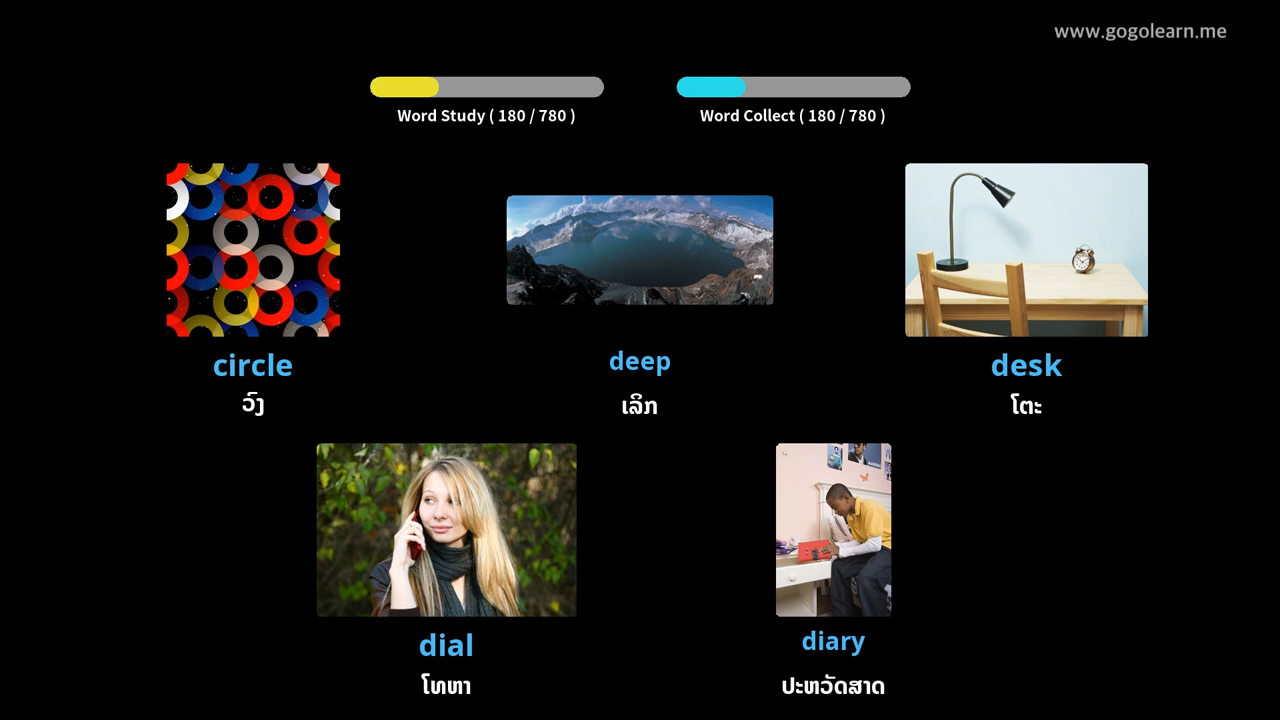 www.gogolearn.me
Word Study ( 180 / 780 )
Word Collect ( 180 / 780 )
circle
ວົງ
deep
ເລິກ
desk
ໂຕະ
dial
ໂທຫາ
diary
ປະຫວັດສາດ